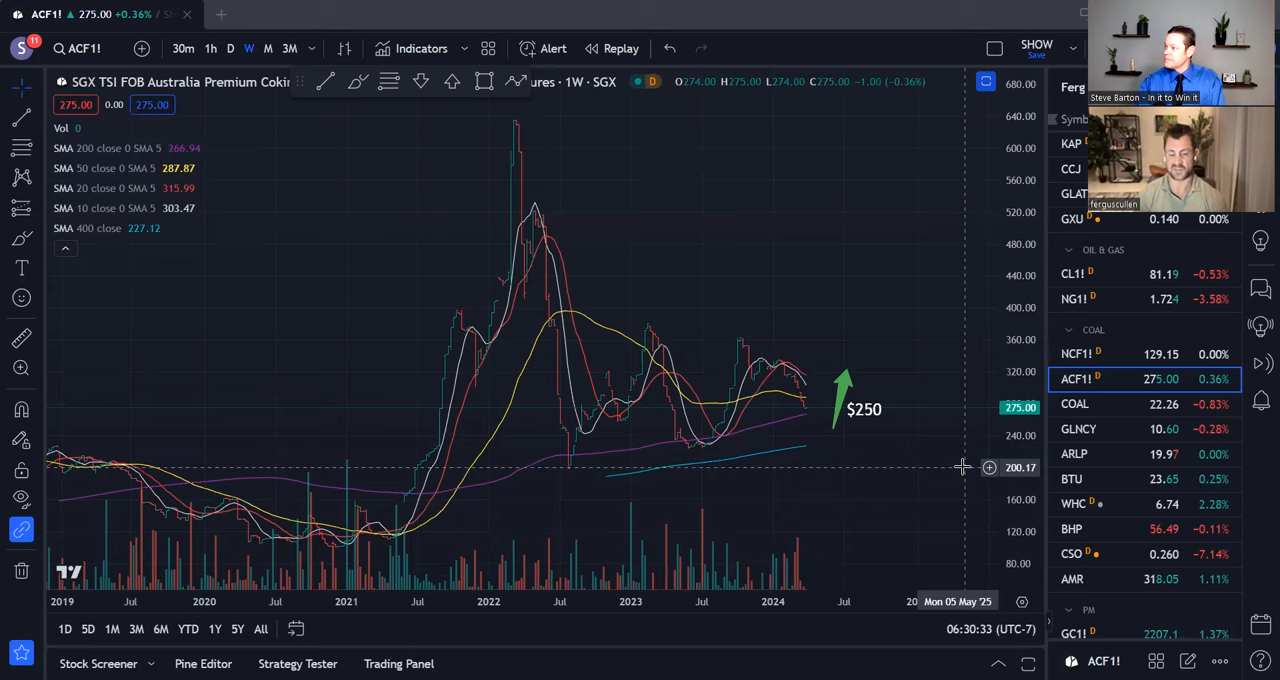 ACF1! ▲ 275.00 +0.36% / SH
S 11 ACF1! 30m 1h D W M 3M Indicators Alert Replay SHOW
Save
SGX TSI FOB Australia Premium Cokin ures · 1W · SGX D O274.00 H275.00 L274.00 C275.00 -1.00 (-0.36%)
275.00 0.00 275.00
Vol 0
SMA 200 close 0 SMA 5 266.94
SMA 50 close 0 SMA 5 287.87
SMA 20 close 0 SMA 5 315.99
SMA 10 close 0 SMA 5 303.47
SMA 400 close 227.12
680.00
640.00
600.00
560.00
520.00
480.00
440.00
400.00
360.00
320.00
275.00
240.00
200.17
160.00
120.00
80.00
$250
2019 Jul 2020 Jul 2021 Jul 2022 Jul 2023 Jul 2024 Jul 20 Mon 05 May '25
1D 5D 1M 3M 6M YTD 1Y 5Y All 06:30:33 (UTC-7)
Stock Screener Pine Editor Strategy Tester Trading Panel
Steve Barton - In it to Win it
ferguscullen
Ferg
Symb
KAP D
CCJ
GLAT
GXU D 0.140 0.00%
OIL & GAS
CL1! D 81.19 -0.53%
NG1! D 1.724 -3.58%
COAL
NCF1! D 129.15 0.00%
ACF1! D 275.00 0.36%
COAL 22.26 -0.83%
GLNCY 10.60 -0.28%
ARLP 19.97 0.00%
BTU 23.65 0.25%
WHC D 6.74 2.28%
BHP 56.49 -0.11%
CSO D 0.260 -7.14%
AMR 318.05 1.11%
PM
GC1! D 2207.1 1.37%
ACF1!